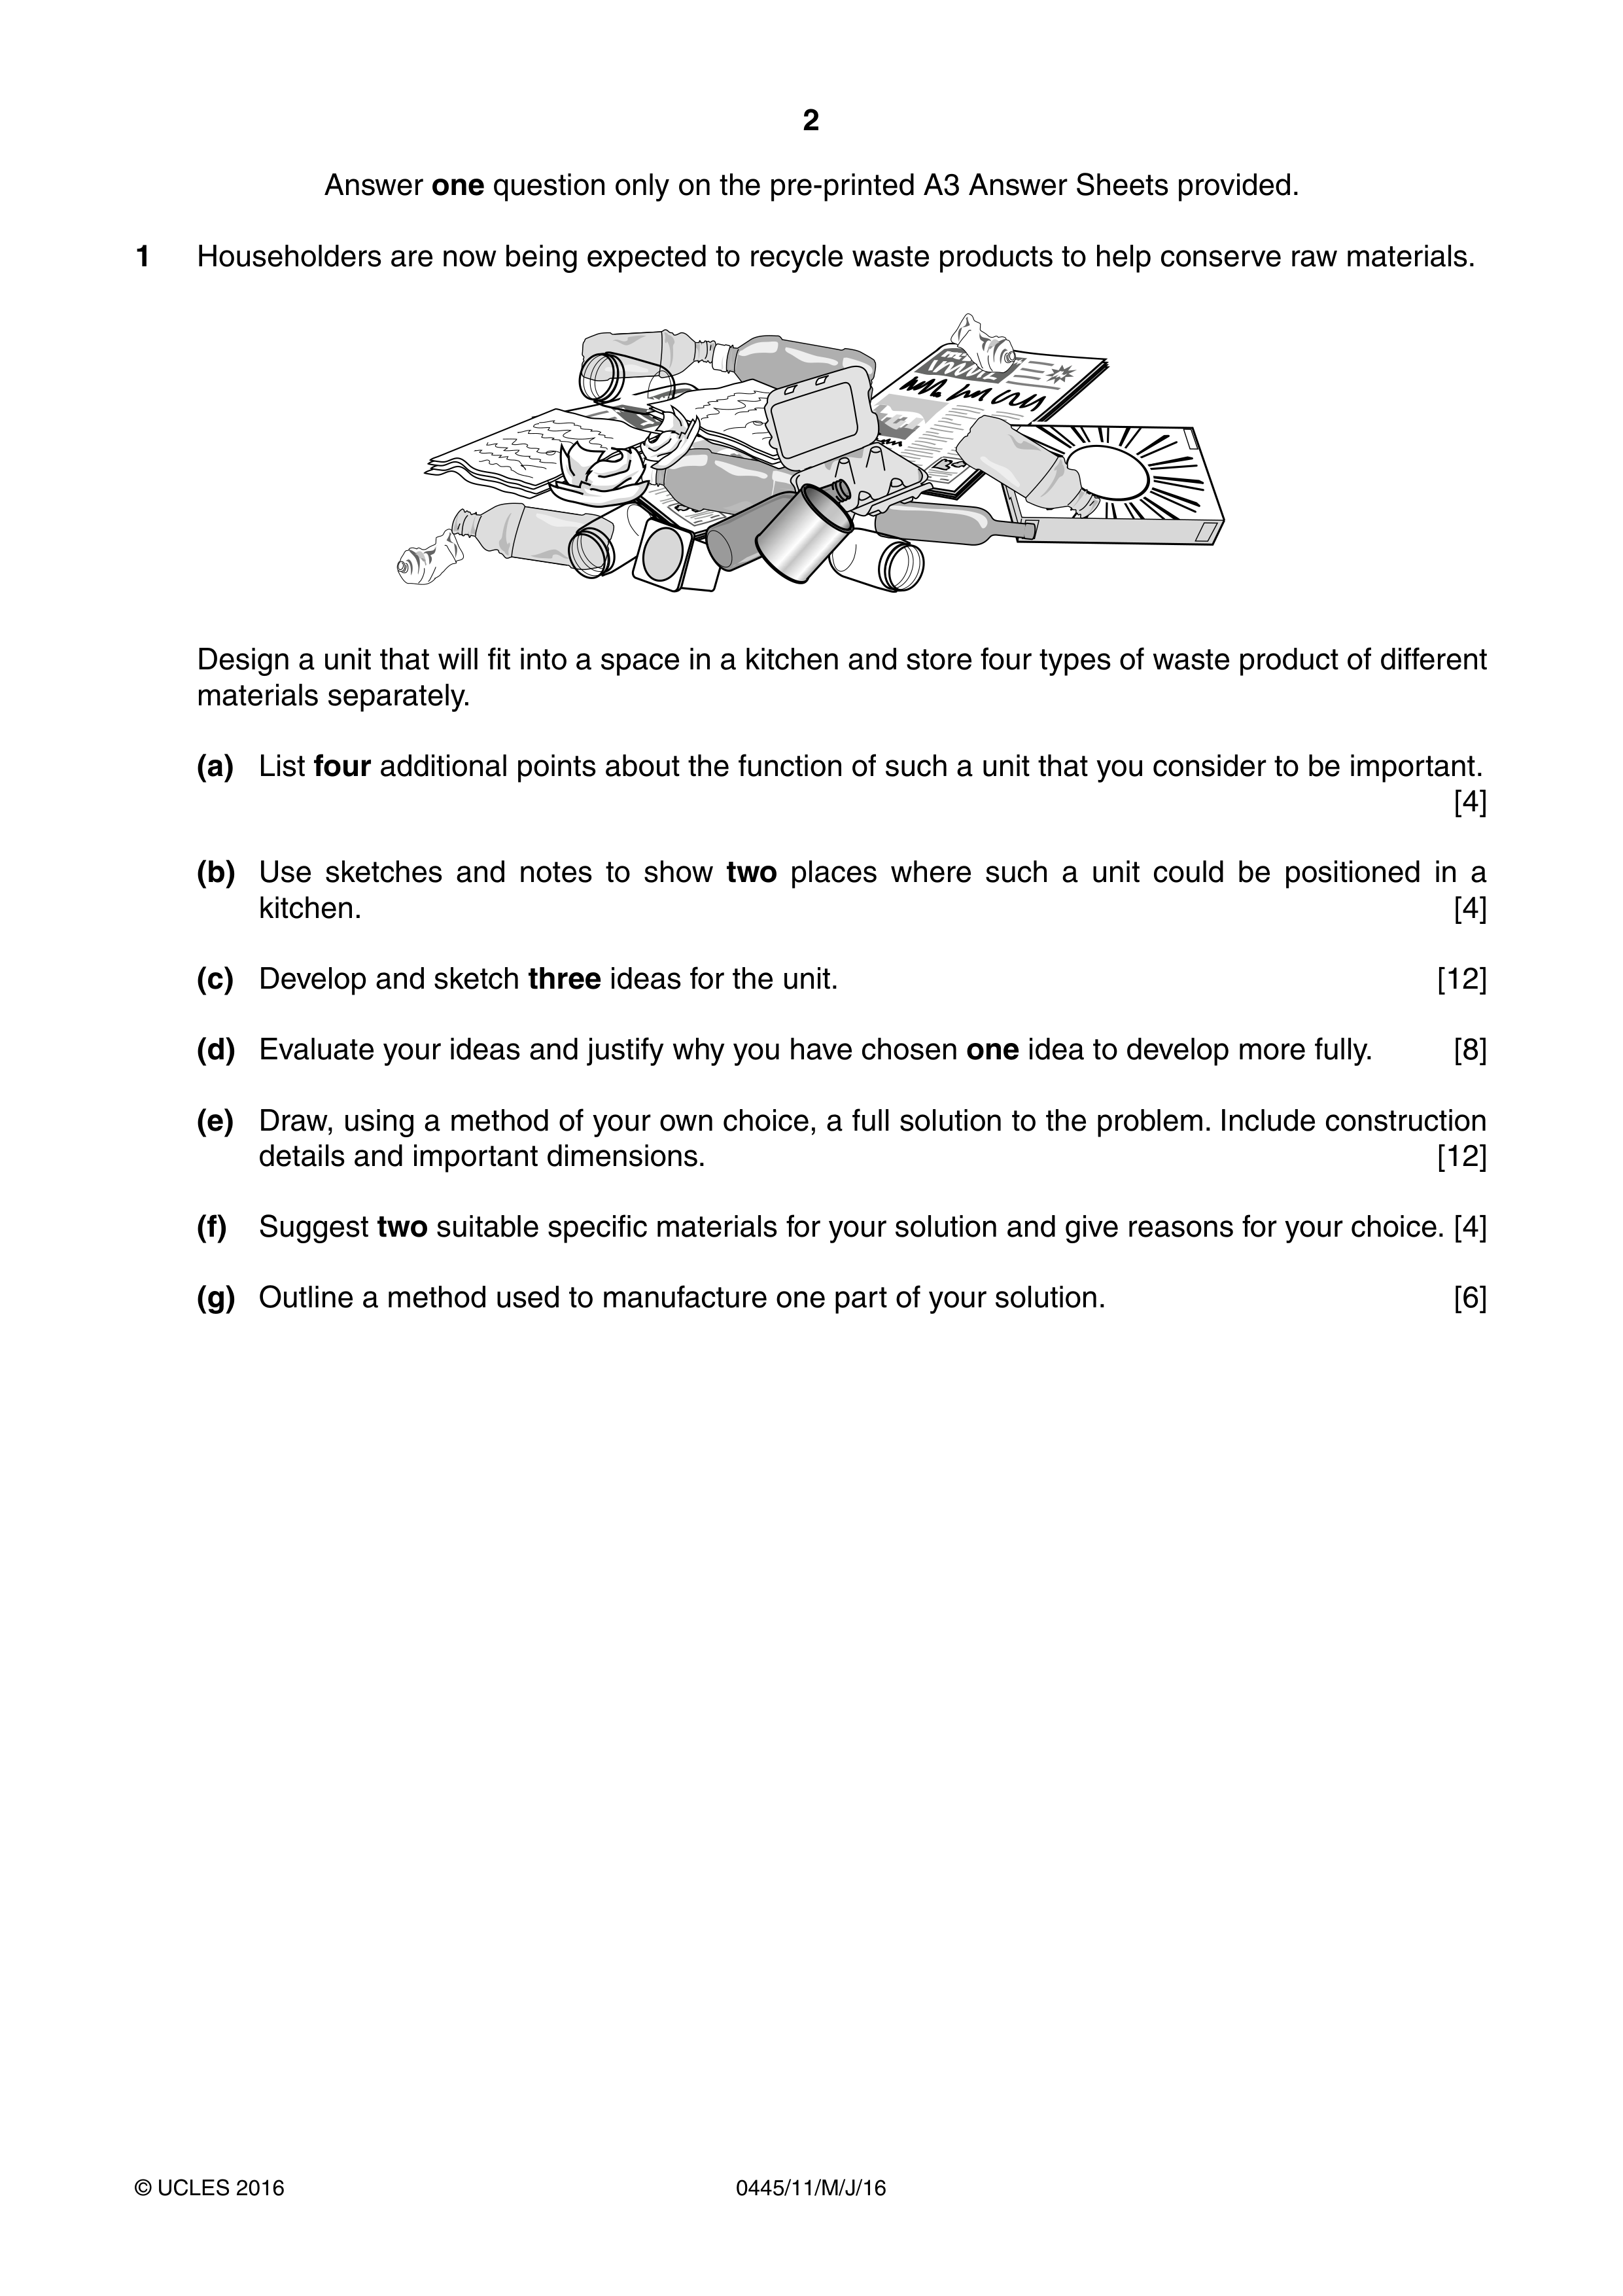 2
Answer one question only on the pre-printed A3 Answer Sheets provided.
1 Householders are now being expected to recycle waste products to help conserve raw materials.
Design a unit that will fit into a space in a kitchen and store four types of waste product of different
materials separately.
(a) List four additional points about the function of such a unit that you consider to be important.
[4]
(b) Use sketches and notes to show two places where such a unit could be positioned in a
kitchen. [4]
(c) Develop and sketch three ideas for the unit. [12]
(d) Evaluate your ideas and justify why you have chosen one idea to develop more fully. [8]
(e) Draw, using a method of your own choice, a full solution to the problem. Include construction
details and important dimensions. [12]
(f) Suggest two suitable specific materials for your solution and give reasons for your choice. [4]
(g) Outline a method used to manufacture one part of your solution. [6]
© UCLES 2016 0445/11/M/J/16